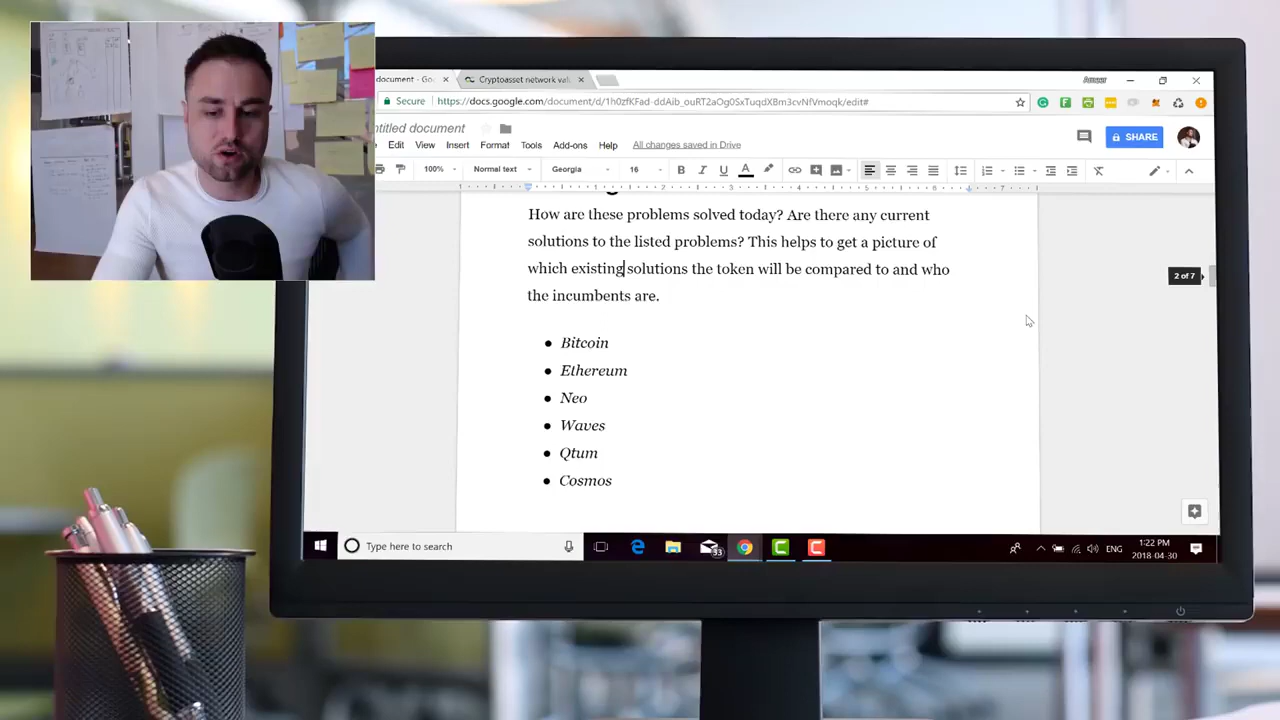 document - Go
Cryptoasset network valu
Secure
https://docs.google.com/document/d/1h0zfKFad-ddAib_ouRT2aOg0SxTuqdXBm3cvNfVmoqk/edit#
ntitled document
Edit View Insert Format Tools Add-ons Help All changes saved in Drive
SHARE
100% Normal text Georgia 16
2 of 7
How are these problems solved today? Are there any current
solutions to the listed problems? This helps to get a picture of
which existing solutions the token will be compared to and who
the incumbents are.
• Bitcoin
• Ethereum
• Neo
• Waves
• Qtum
• Cosmos
Type here to search
ENG
1:22 PM
2018-04-30